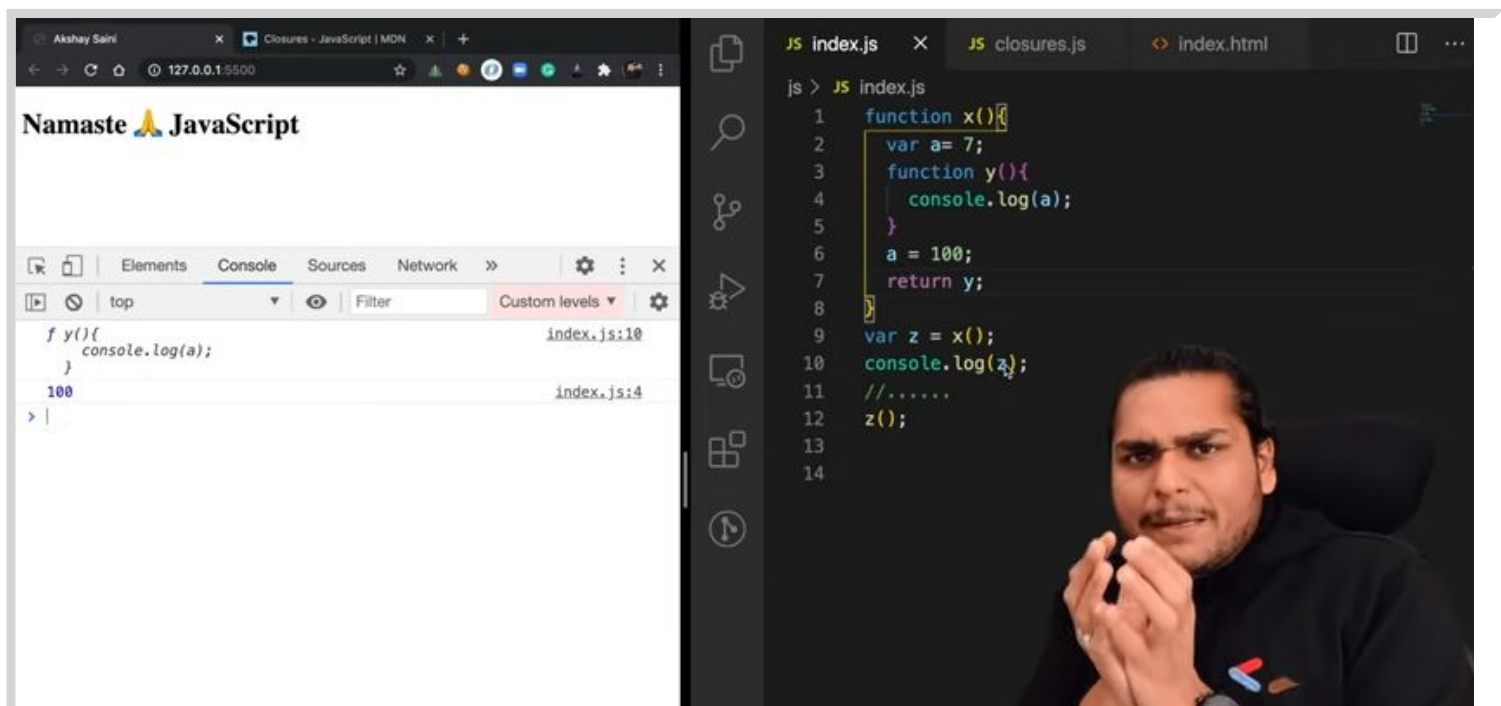 Akshay Saini
Closures - JavaScript | MDN
127.0.0.1:5500
Namaste 🙏 JavaScript
Elements Console Sources Network »
top Filter Custom levels ▼
f y(){ index.js:10
console.log(a);
}
100 index.js:4
>
JS index.js JS closures.js <> index.html
js > JS index.js
1 function x(){
2 var a= 7;
3 function y(){
4 console.log(a);
5 }
6 a = 100;
7 return y;
8 }
9 var z = x();
10 console.log(z);
11 //......
12 z();
13
14